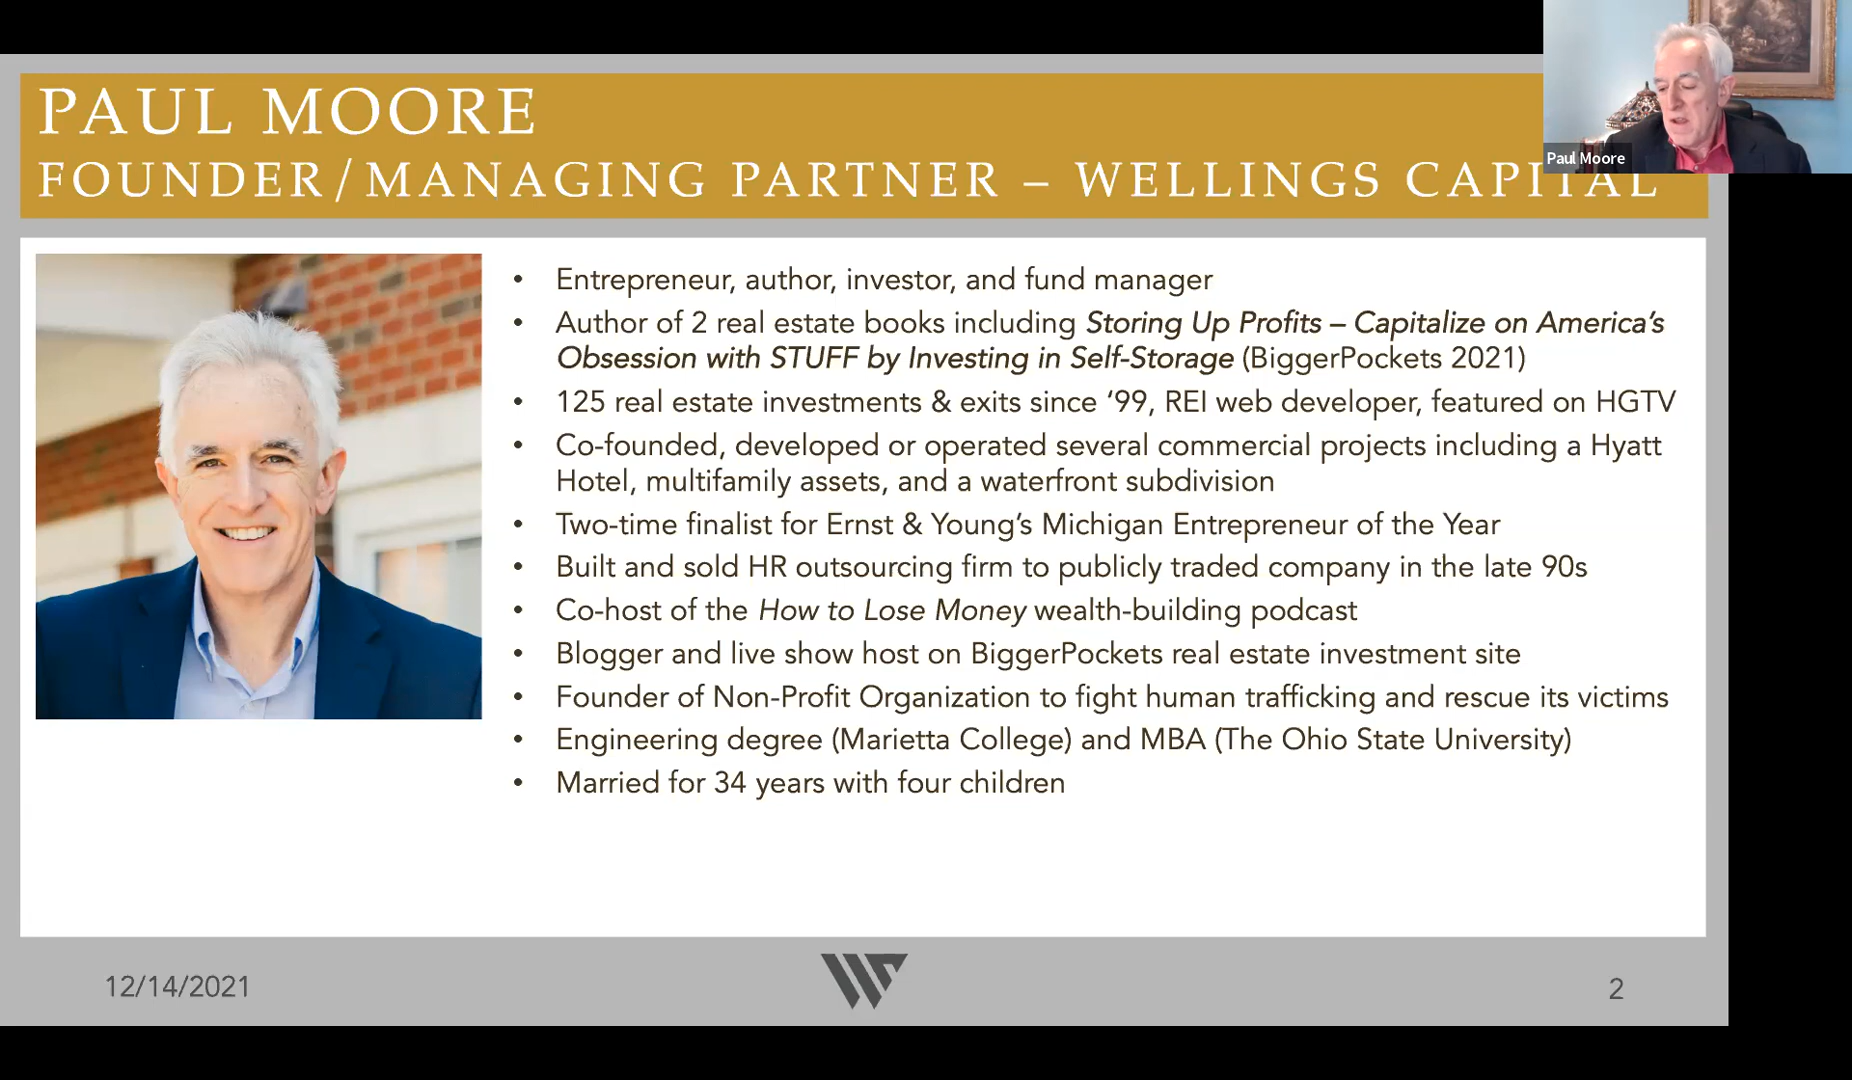 PAUL MOORE
FOUNDER/MANAGING PARTNER – WELLINGS CAPITAL
Paul Moore
• Entrepreneur, author, investor, and fund manager
• Author of 2 real estate books including Storing Up Profits – Capitalize on America's
Obsession with STUFF by Investing in Self-Storage (BiggerPockets 2021)
• 125 real estate investments & exits since '99, REI web developer, featured on HGTV
• Co-founded, developed or operated several commercial projects including a Hyatt
Hotel, multifamily assets, and a waterfront subdivision
• Two-time finalist for Ernst & Young's Michigan Entrepreneur of the Year
• Built and sold HR outsourcing firm to publicly traded company in the late 90s
• Co-host of the How to Lose Money wealth-building podcast
• Blogger and live show host on BiggerPockets real estate investment site
• Founder of Non-Profit Organization to fight human trafficking and rescue its victims
• Engineering degree (Marietta College) and MBA (The Ohio State University)
• Married for 34 years with four children
12/14/2021
2